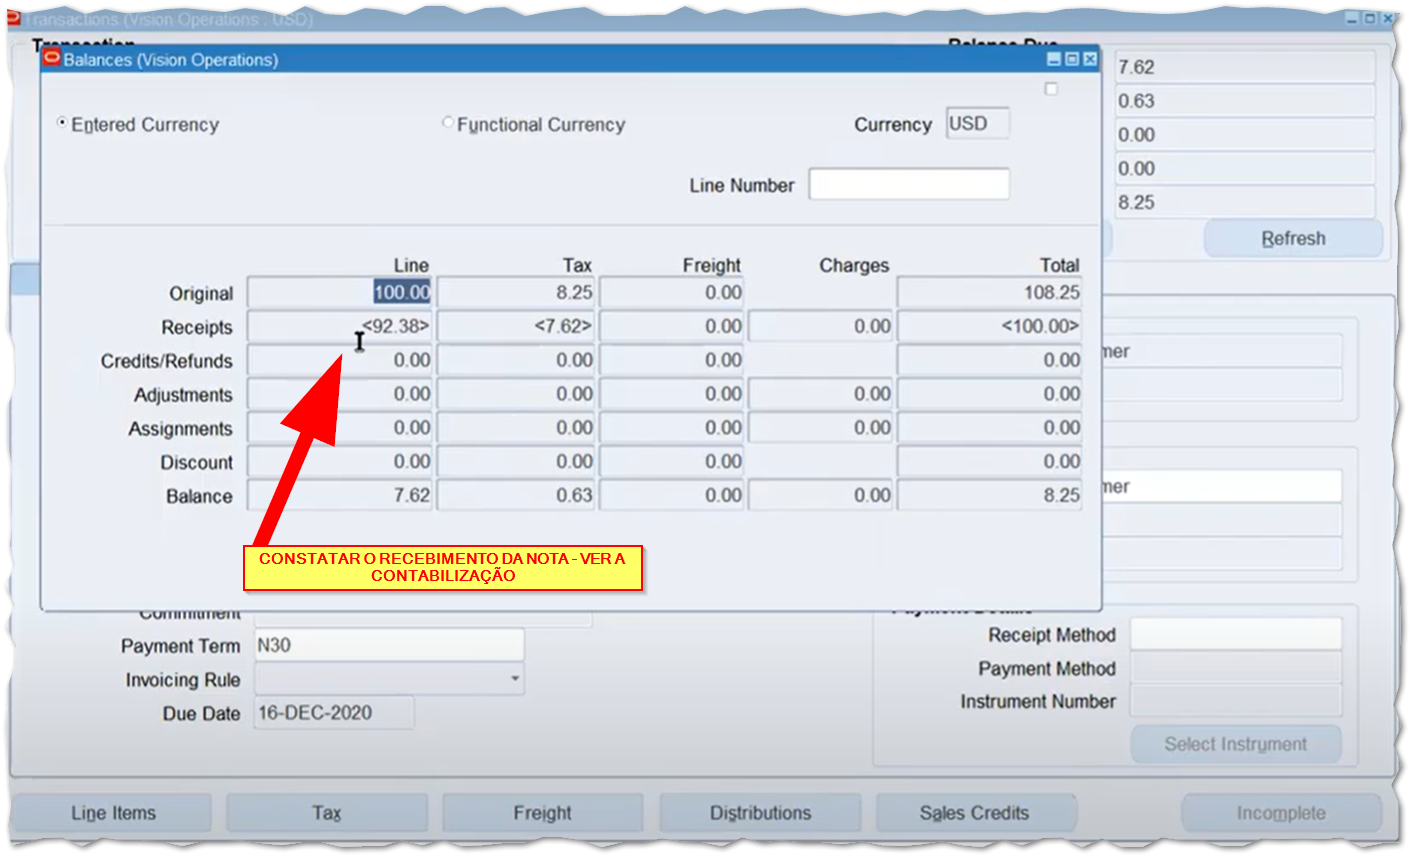 Transactions (Vision Operations : USD)
Transaction
Balance Due
Balances (Vision Operations)
7.62
0.63
0.00
0.00
8.25
Refresh
Entered Currency
Functional Currency
Currency USD
Line Number
Line Tax Freight Charges Total
Original 100.00 8.25 0.00 108.25
Receipts <92.38> <7.62> 0.00 0.00 <100.00>
Credits/Refunds 0.00 0.00 0.00 0.00
Adjustments 0.00 0.00 0.00 0.00 0.00
Assignments 0.00 0.00 0.00 0.00 0.00
Discount 0.00 0.00 0.00 0.00
Balance 7.62 0.63 0.00 0.00 8.25
mer
mer
CONSTATAR O RECEBIMENTO DA NOTA - VER A
CONTABILIZAÇÃO
Commitment
Payment Term N30
Invoicing Rule
Due Date 16-DEC-2020
Payment Details
Receipt Method
Payment Method
Instrument Number
Select Instrument
Line Items
Tax
Freight
Distributions
Sales Credits
Incomplete